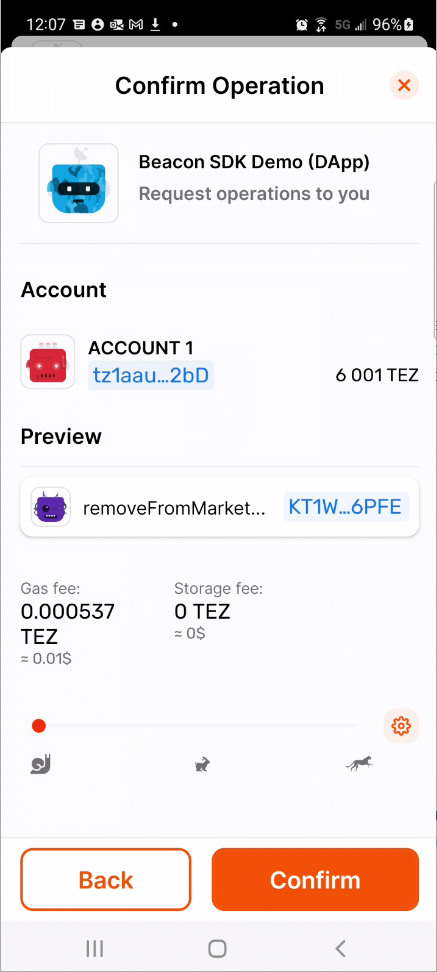 12:07 5G 96%
Confirm Operation
Beacon SDK Demo (DApp)
Request operations to you
Account
ACCOUNT 1
tz1aau...2bD
6 001 TEZ
Preview
removeFromMarket...
KT1W...6PFE
Gas fee:
0.000537
TEZ
≈ 0.01$
Storage fee:
0 TEZ
≈ 0$
Back
Confirm